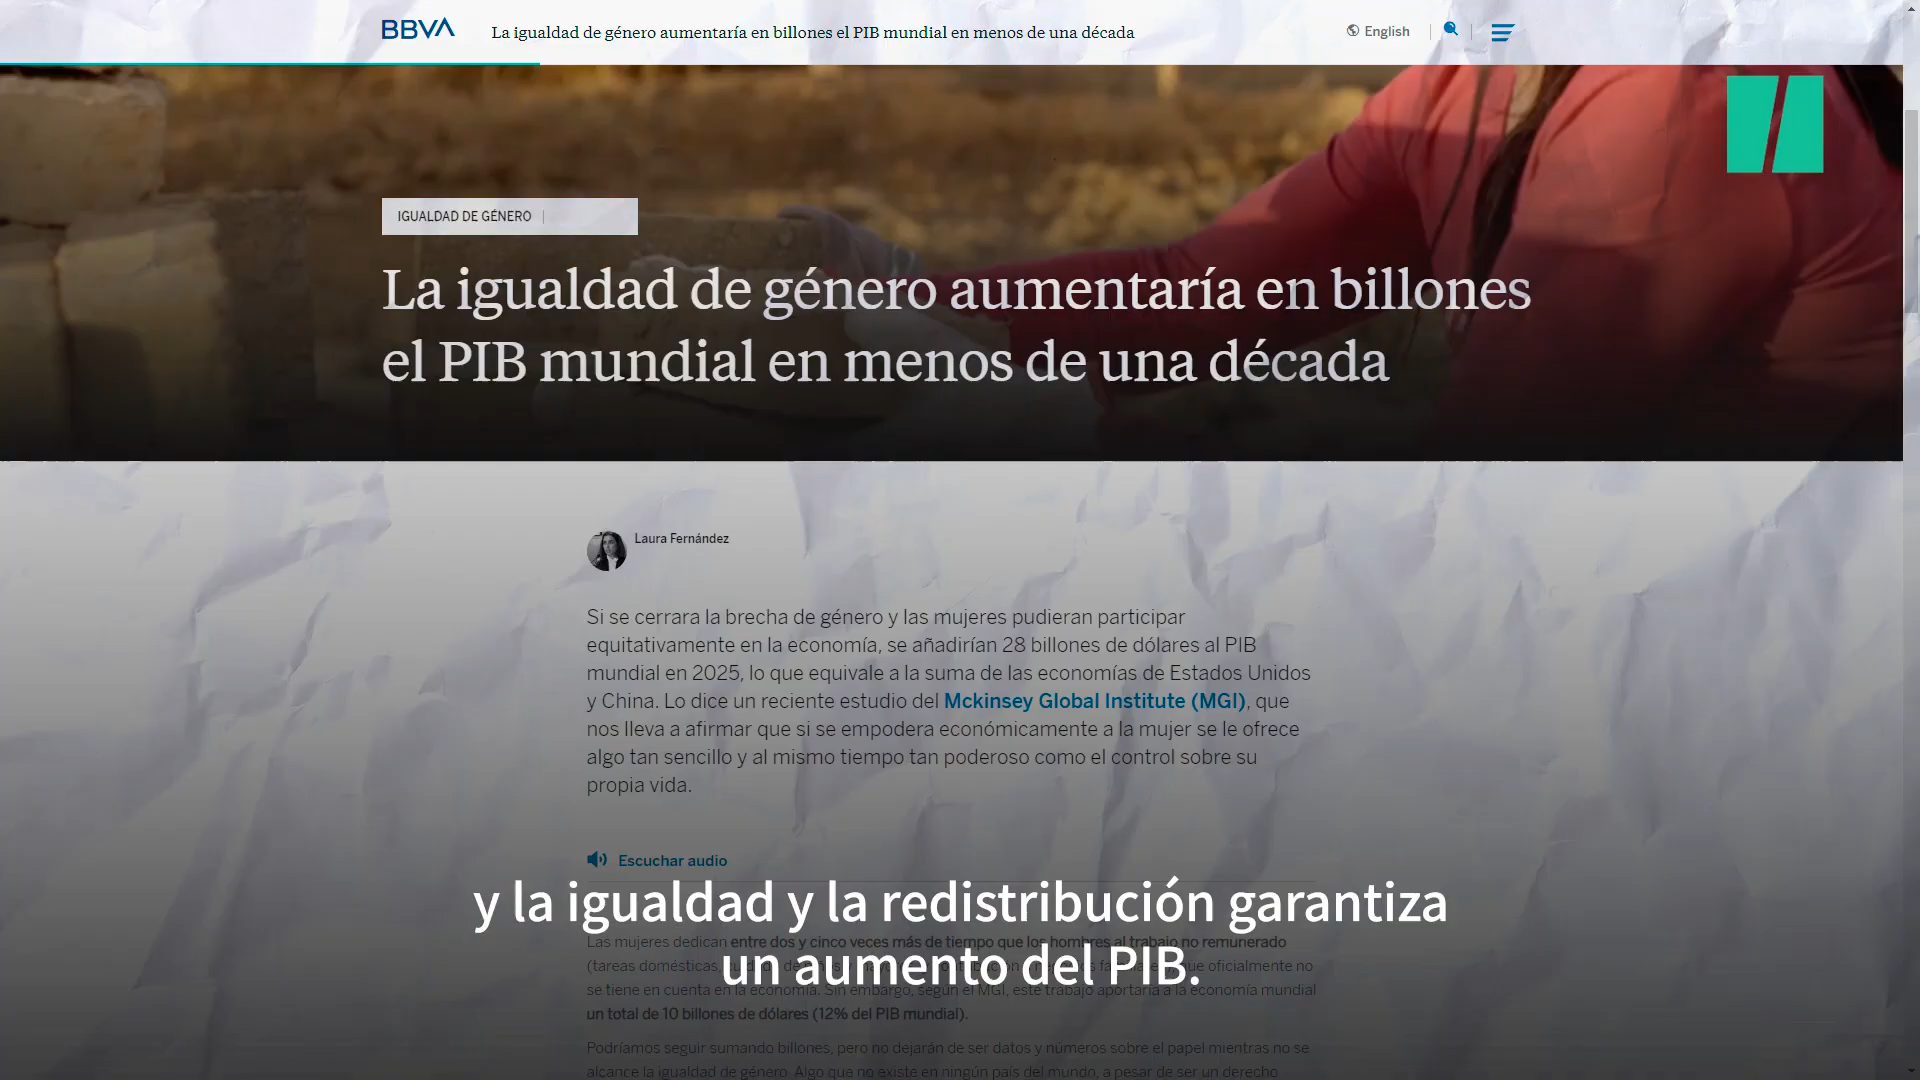 BBVA
La igualdad de género aumentaría en billones el PIB mundial en menos de una década
English
IGUALDAD DE GÉNERO
La igualdad de género aumentaría en billones
el PIB mundial en menos de una década
Laura Fernández
Si se cerrara la brecha de género y las mujeres pudieran participar
equitativamente en la economía, se añadirían 28 billones de dólares al PIB
mundial en 2025, lo que equivale a la suma de las economías de Estados Unidos
y China. Lo dice un reciente estudio del Mckinsey Global Institute (MGI), que
nos lleva a afirmar que si se empodera económicamente a la mujer se le ofrece
algo tan sencillo y al mismo tiempo tan poderoso como el control sobre su
propia vida.
Escuchar audio
y la igualdad y la redistribución garantiza
un aumento del PIB.
Las mujeres dedican entre dos y cinco veces más de tiempo que los hombres al trabajo no remunerado
(tareas domésticas, que oficialmente no
se tiene en cuenta en la economía. Sin embargo, según el MGI, este trabajo aportaría a la economía mundial
un total de 10 billones de dólares (12% del PIB mundial).
Podríamos seguir sumando billones, pero no dejarán de ser datos y números sobre el papel mientras no se
alcance la igualdad de género. Algo que no existe en ningún país del mundo, a pesar de ser un derecho